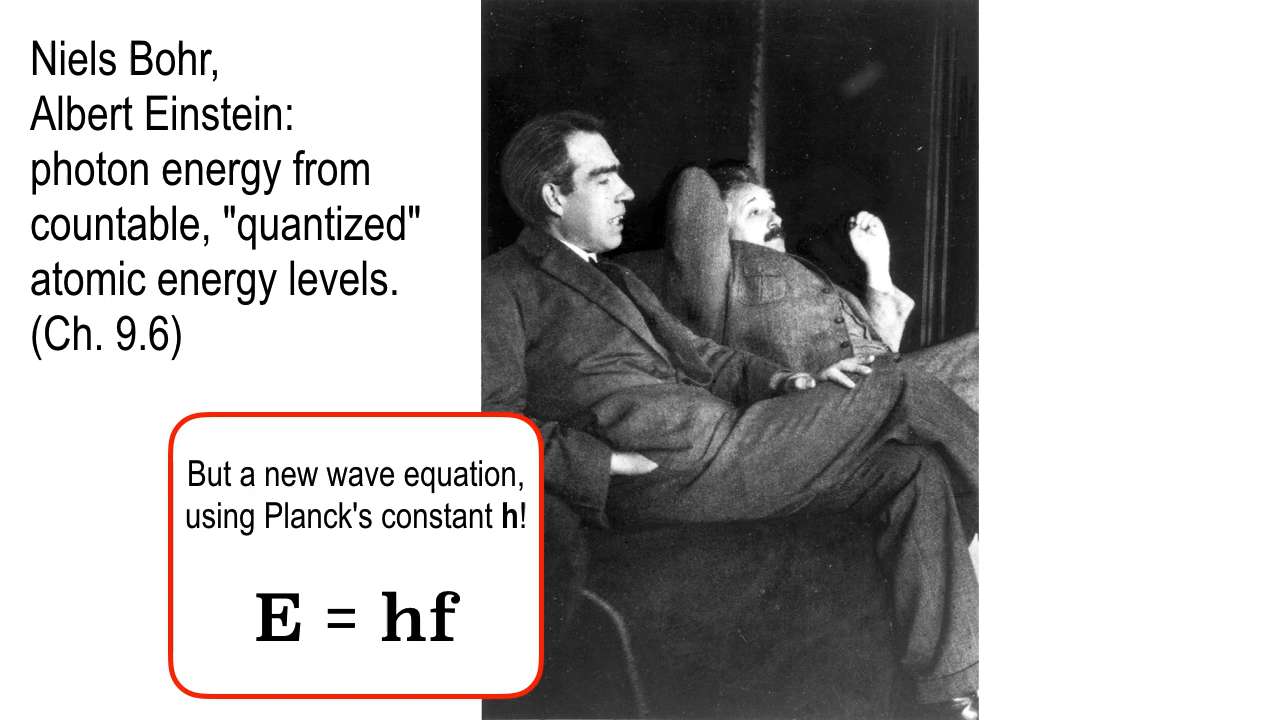 Niels Bohr,
Albert Einstein:
photon energy from
countable, "quantized"
atomic energy levels.
(Ch. 9.6)
But a new wave equation,
using Planck's constant h!
E = hf